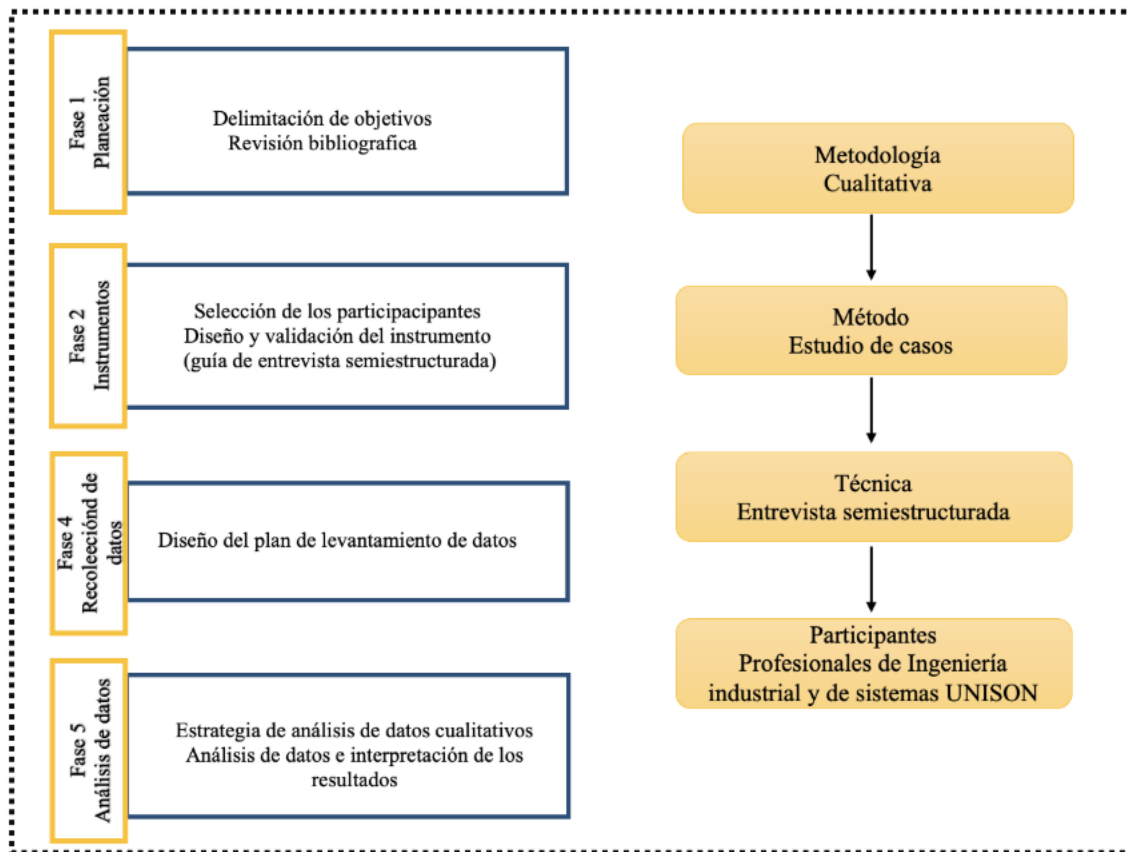 Fase 1
Planeación
Delimitación de objetivos
Revisión bibliografica
Fase 2
Instrumentos
Selección de los participacipantes
Diseño y validación del instrumento
(guía de entrevista semiestructurada)
Fase 4
Recoleeciónd de
datos
Diseño del plan de levantamiento de datos
Fase 5
Análisis de datos
Estrategia de análisis de datos cualitativos
Análisis de datos e interpretación de los
resultados
Metodología
Cualitativa
Método
Estudio de casos
Técnica
Entrevista semiestructurada
Participantes
Profesionales de Ingeniería
industrial y de sistemas UNISON